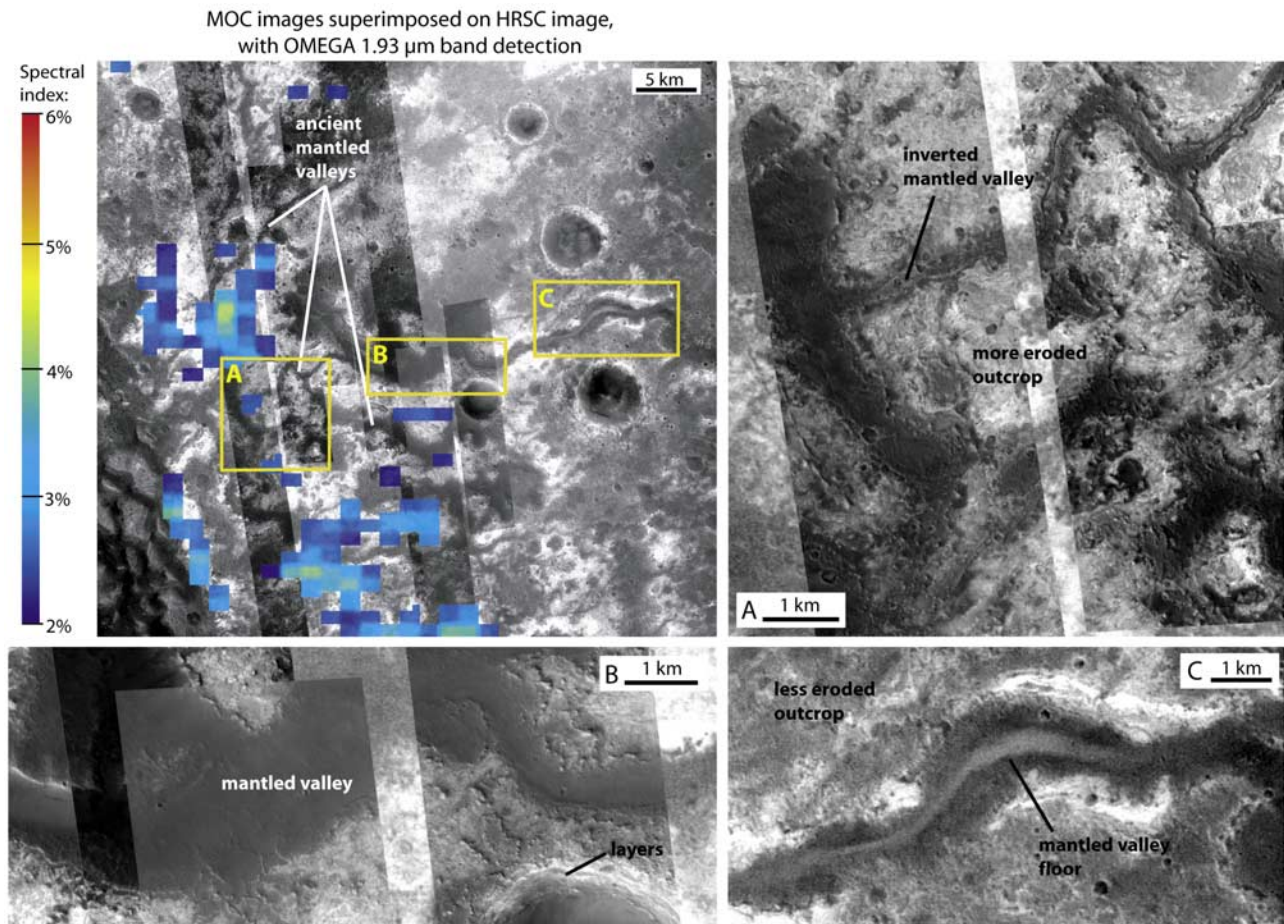 MOC images superimposed on HRSC image,
with OMEGA 1.93 µm band detection
Spectral
index:
6%
5%
4%
3%
2%
5 km
ancient
mantled
valleys
A
B
C
inverted
mantled valley
more eroded
outcrop
A
1 km
B
1 km
mantled valley
layers
C
1 km
less eroded
outcrop
mantled valley
floor